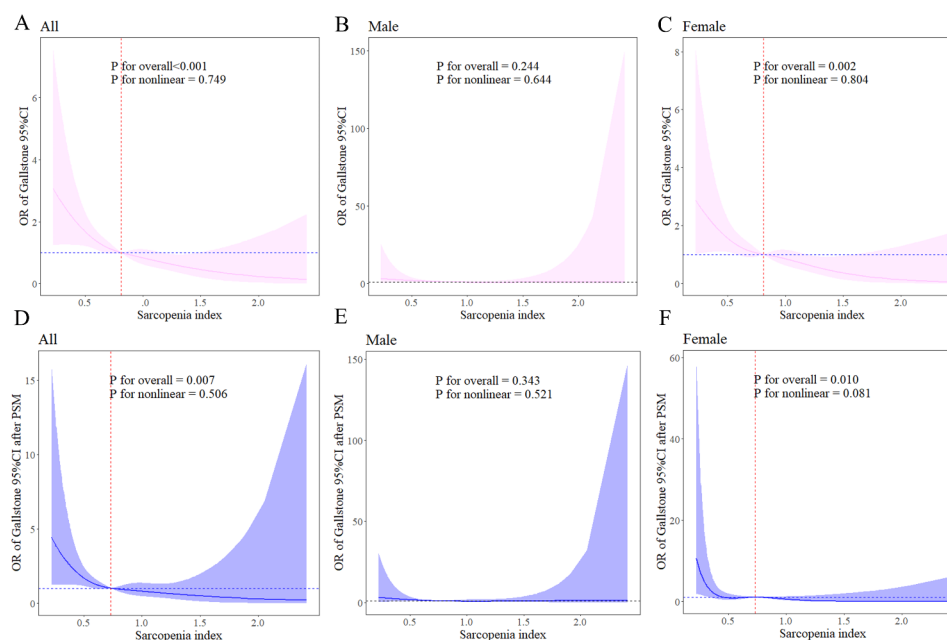 A All
OR of Gallstone 95%CI
P for overall<0.001
P for nonlinear = 0.749
6
4
2
0
0.5 .0 1.5 2.0
Sarcopenia index
B Male
OR of Gallstone 95%CI
P for overall = 0.244
P for nonlinear = 0.644
150
100
50
0
0.5 1.0 1.5 2.0
Sarcopenia index
C Female
OR of Gallstone 95%CI
P for overall = 0.002
P for nonlinear = 0.804
8
6
4
2
0
0.5 1.0 1.5 2.0
Sarcopenia index
D All
OR of Gallstone 95%CI after PSM
P for overall = 0.007
P for nonlinear = 0.506
15
10
5
0
0.5 1.0 1.5 2.0
Sarcopenia index
E Male
OR of Gallstone 95%CI after PSM
P for overall = 0.343
P for nonlinear = 0.521
150
100
50
0
0.5 1.0 1.5 2.0
Sarcopenia index
F Female
OR of Gallstone 95%CI after PSM
P for overall = 0.010
P for nonlinear = 0.081
60
40
20
0
0.5 1.0 1.5 2.0
Sarcopenia index